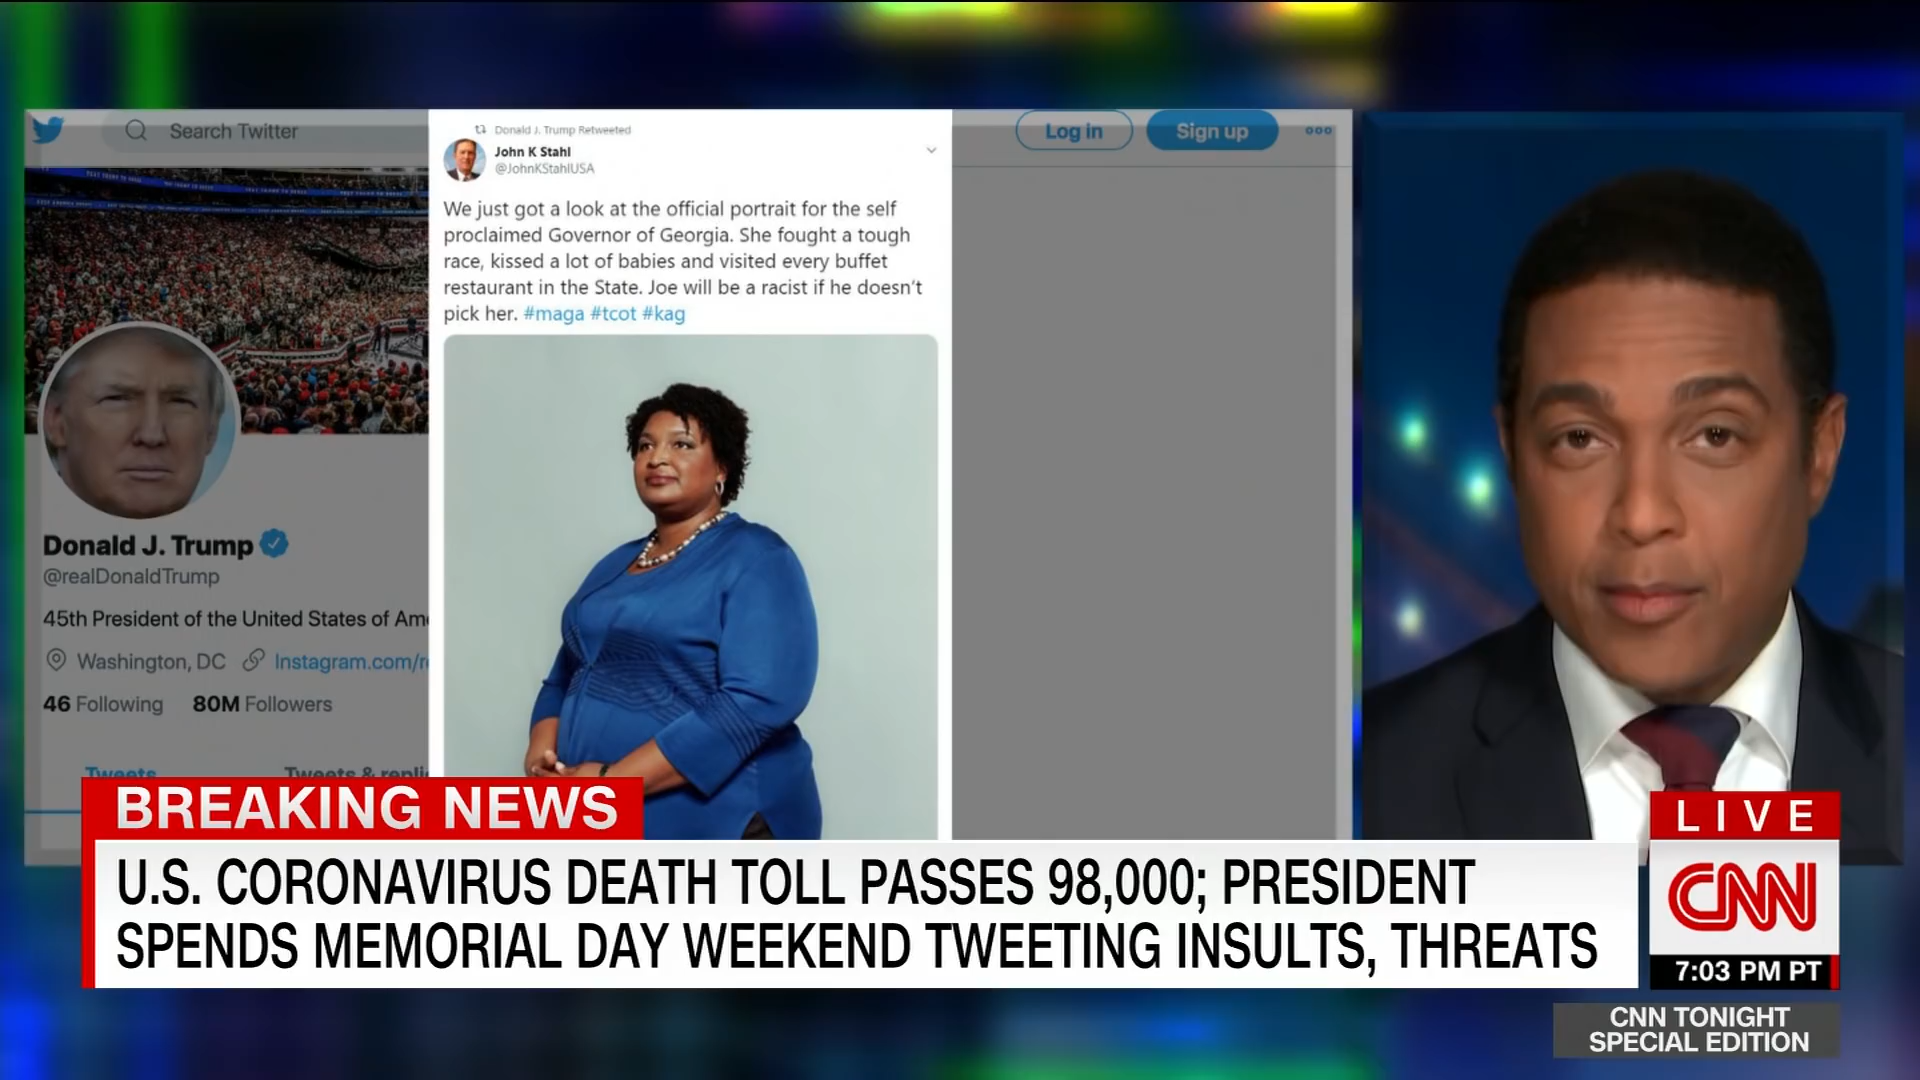 Search Twitter
Log in
Sign up
Donald J. Trump Retweeted
John K Stahl
@JohnKStahlUSA
We just got a look at the official portrait for the self
proclaimed Governor of Georgia. She fought a tough
race, kissed a lot of babies and visited every buffet
restaurant in the State. Joe will be a racist if he doesn't
pick her. #maga #tcot #kag
Donald J. Trump
@realDonaldTrump
45th President of the United States of Am
Washington, DC
Instagram.com/r
46 Following 80M Followers
Tweets Tweets & repli
BREAKING NEWS
U.S. CORONAVIRUS DEATH TOLL PASSES 98,000; PRESIDENT
SPENDS MEMORIAL DAY WEEKEND TWEETING INSULTS, THREATS
LIVE
CNN
7:03 PM PT
CNN TONIGHT
SPECIAL EDITION